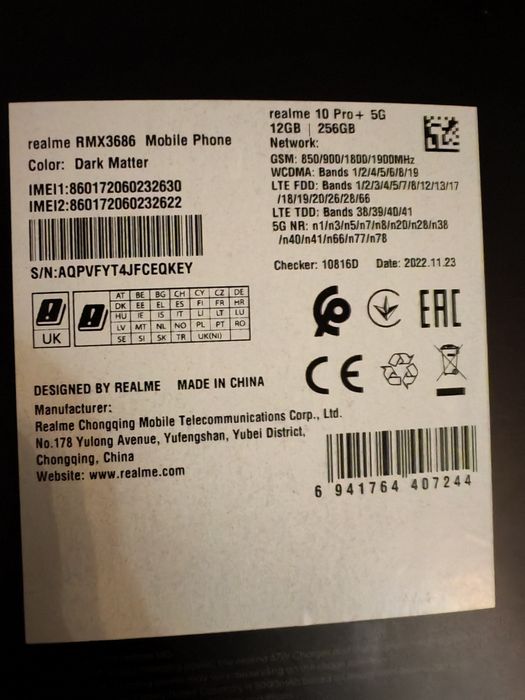 realme RMX3686 Mobile Phone
Color: Dark Matter
IMEI1:860172060232630
IMEI2:860172060232622
S/N:AQPVFYT4JFCEQKEY
realme 10 Pro+ 5G
12GB | 256GB
Network:
GSM: 850/900/1800/1900MHz
WCDMA: Bands 1/2/4/5/6/8/19
LTE FDD: Bands 1/2/3/4/5/7/8/12/13/17
/18/19/20/26/28/66
LTE TDD: Bands 38/39/40/41
5G NR: n1/n3/n5/n7/n8/n20/n28/n38
/n40/n41/n66/n77/n78
Checker: 10816D Date: 2022.11.23
UK
AT BE BG CH CY CZ DE
DK EE EL ES FI FR HR
HU IE IS IT LI LT LU
LV MT NL NO PL PT RO
SE SI SK TR UK(NI)
EAC
CE
DESIGNED BY REALME MADE IN CHINA
Manufacturer:
Realme Chongqing Mobile Telecommunications Corp., Ltd.
No.178 Yulong Avenue, Yufengshan, Yubei District,
Chongqing, China
Website: www.realme.com
6 941764 407244